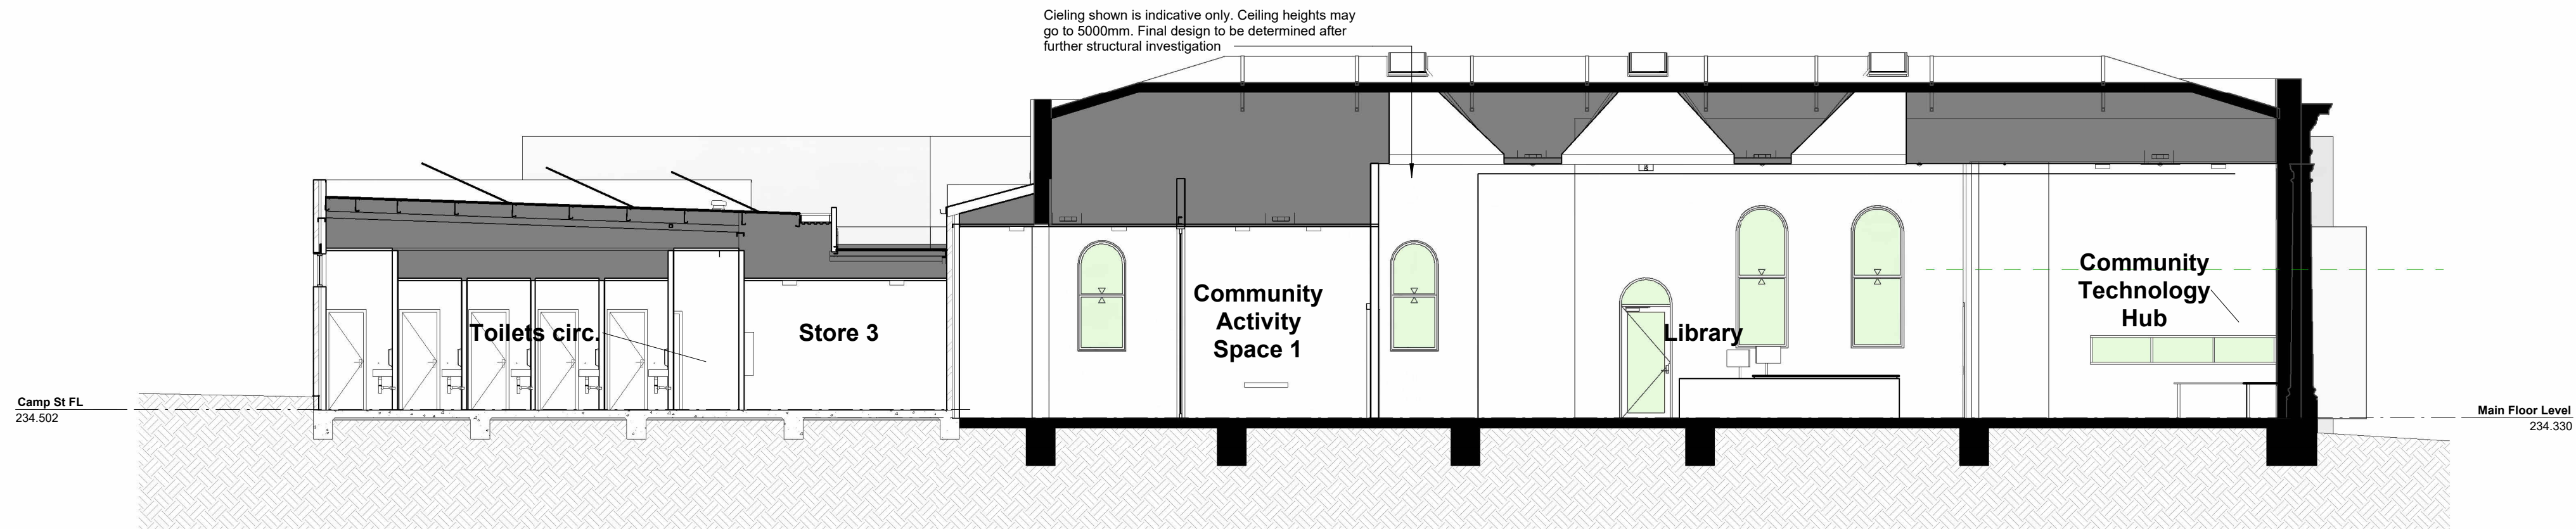 Cieling shown is indicative only. Ceiling heights may
go to 5000mm. Final design to be determined after
further structural investigation
Toilets circ.
Store 3
Community
Activity
Space 1
Library
Community
Technology
Hub
Camp St FL
234.502
Main Floor Level
234.330